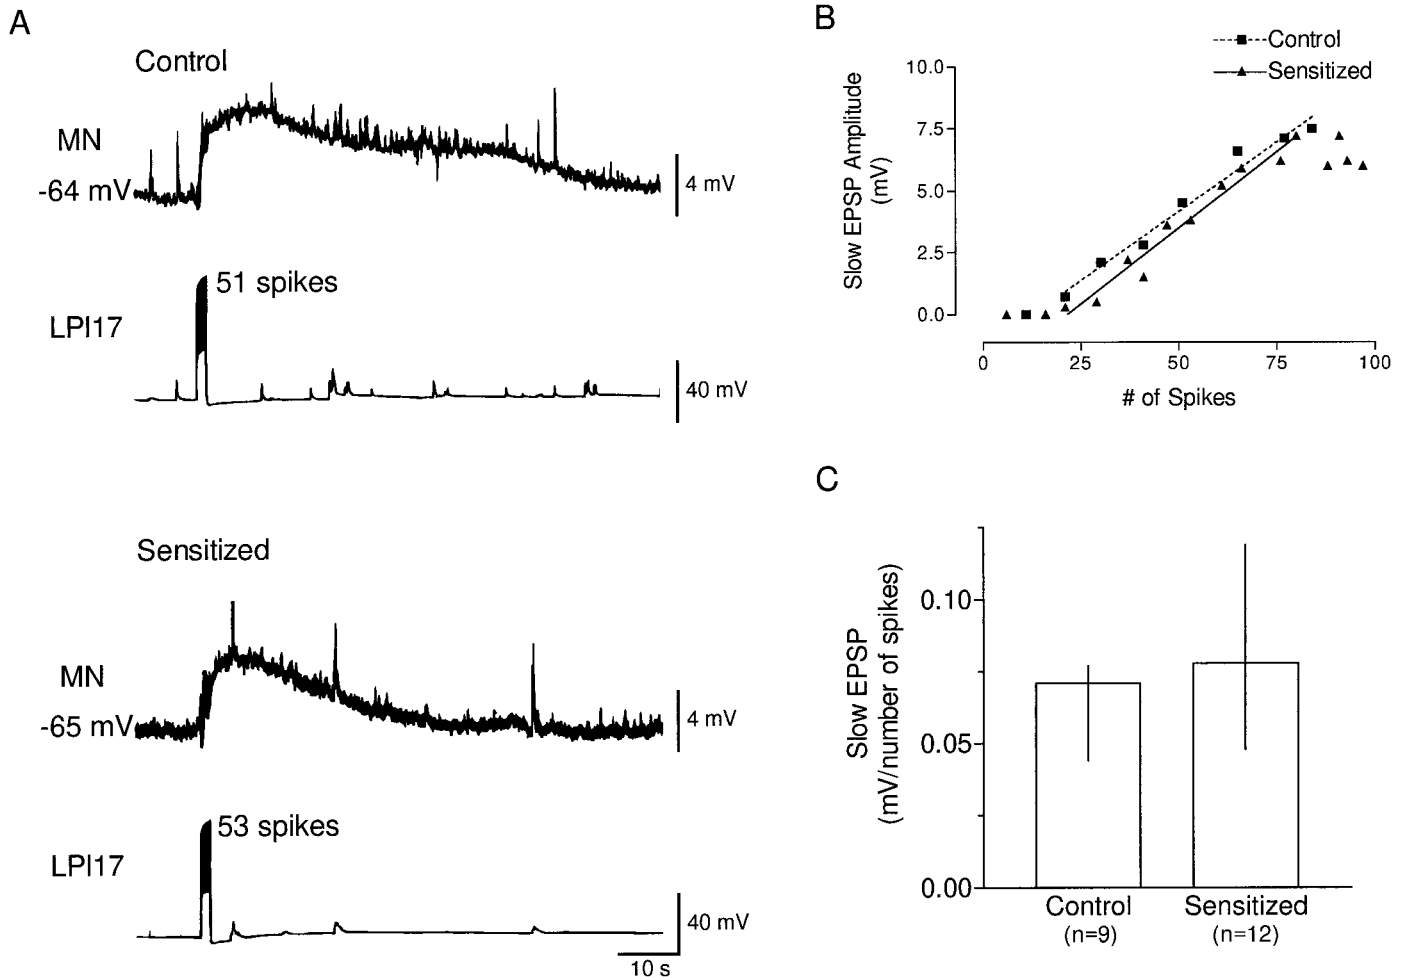 A
Control
MN
-64 mV
4 mV
51 spikes
LPl17
40 mV
Sensitized
MN
-65 mV
4 mV
53 spikes
LPl17
40 mV
10 s
B
Control
Sensitized
10.0
7.5
5.0
2.5
0.0
Slow EPSP Amplitude
(mV)
0 25 50 75 100
# of Spikes
C
0.10
0.05
0.00
Slow EPSP
(mV/number of spikes)
Control Sensitized
(n=9) (n=12)